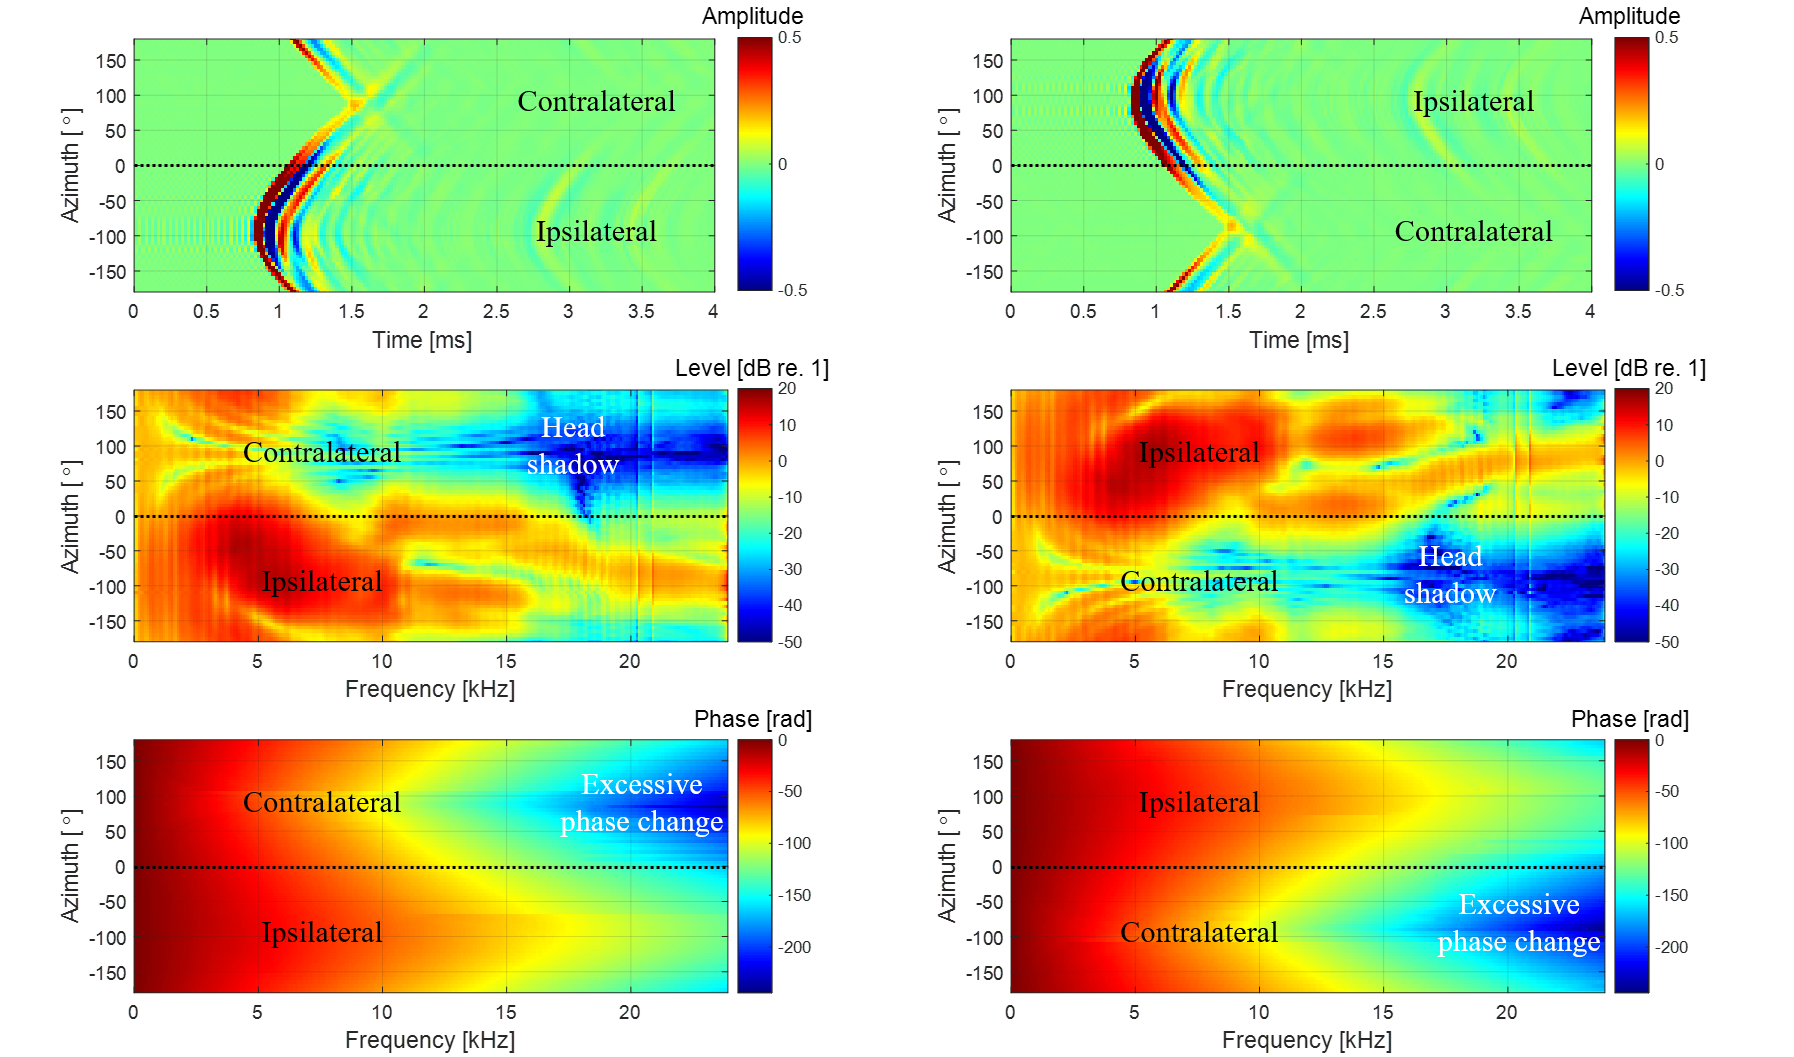 Amplitude
0.5
0
-0.5
150
100
50
0
-50
-100
-150
Azimuth [ °]
Contralateral
Ipsilateral
0
0.5
1
1.5
2
2.5
3
3.5
4
Time [ms]
Amplitude
0.5
0
-0.5
150
100
50
0
-50
-100
-150
Azimuth [ °]
Ipsilateral
Contralateral
0
0.5
1
1.5
2
2.5
3
3.5
4
Time [ms]
Level [dB re. 1]
20
10
0
-10
-20
-30
-40
-50
150
100
50
0
-50
-100
-150
Azimuth [ °]
Contralateral
Head
shadow
Ipsilateral
0
5
10
15
20
Frequency [kHz]
Level [dB re. 1]
20
10
0
-10
-20
-30
-40
-50
150
100
50
0
-50
-100
-150
Azimuth [ °]
Ipsilateral
Contralateral
Head
shadow
0
5
10
15
20
Frequency [kHz]
Phase [rad]
0
-50
-100
-150
-200
150
100
50
0
-50
-100
-150
Azimuth [ °]
Contralateral
Excessive
phase change
Ipsilateral
0
5
10
15
20
Frequency [kHz]
Phase [rad]
0
-50
-100
-150
-200
150
100
50
0
-50
-100
-150
Azimuth [ °]
Ipsilateral
Contralateral
Excessive
phase change
0
5
10
15
20
Frequency [kHz]